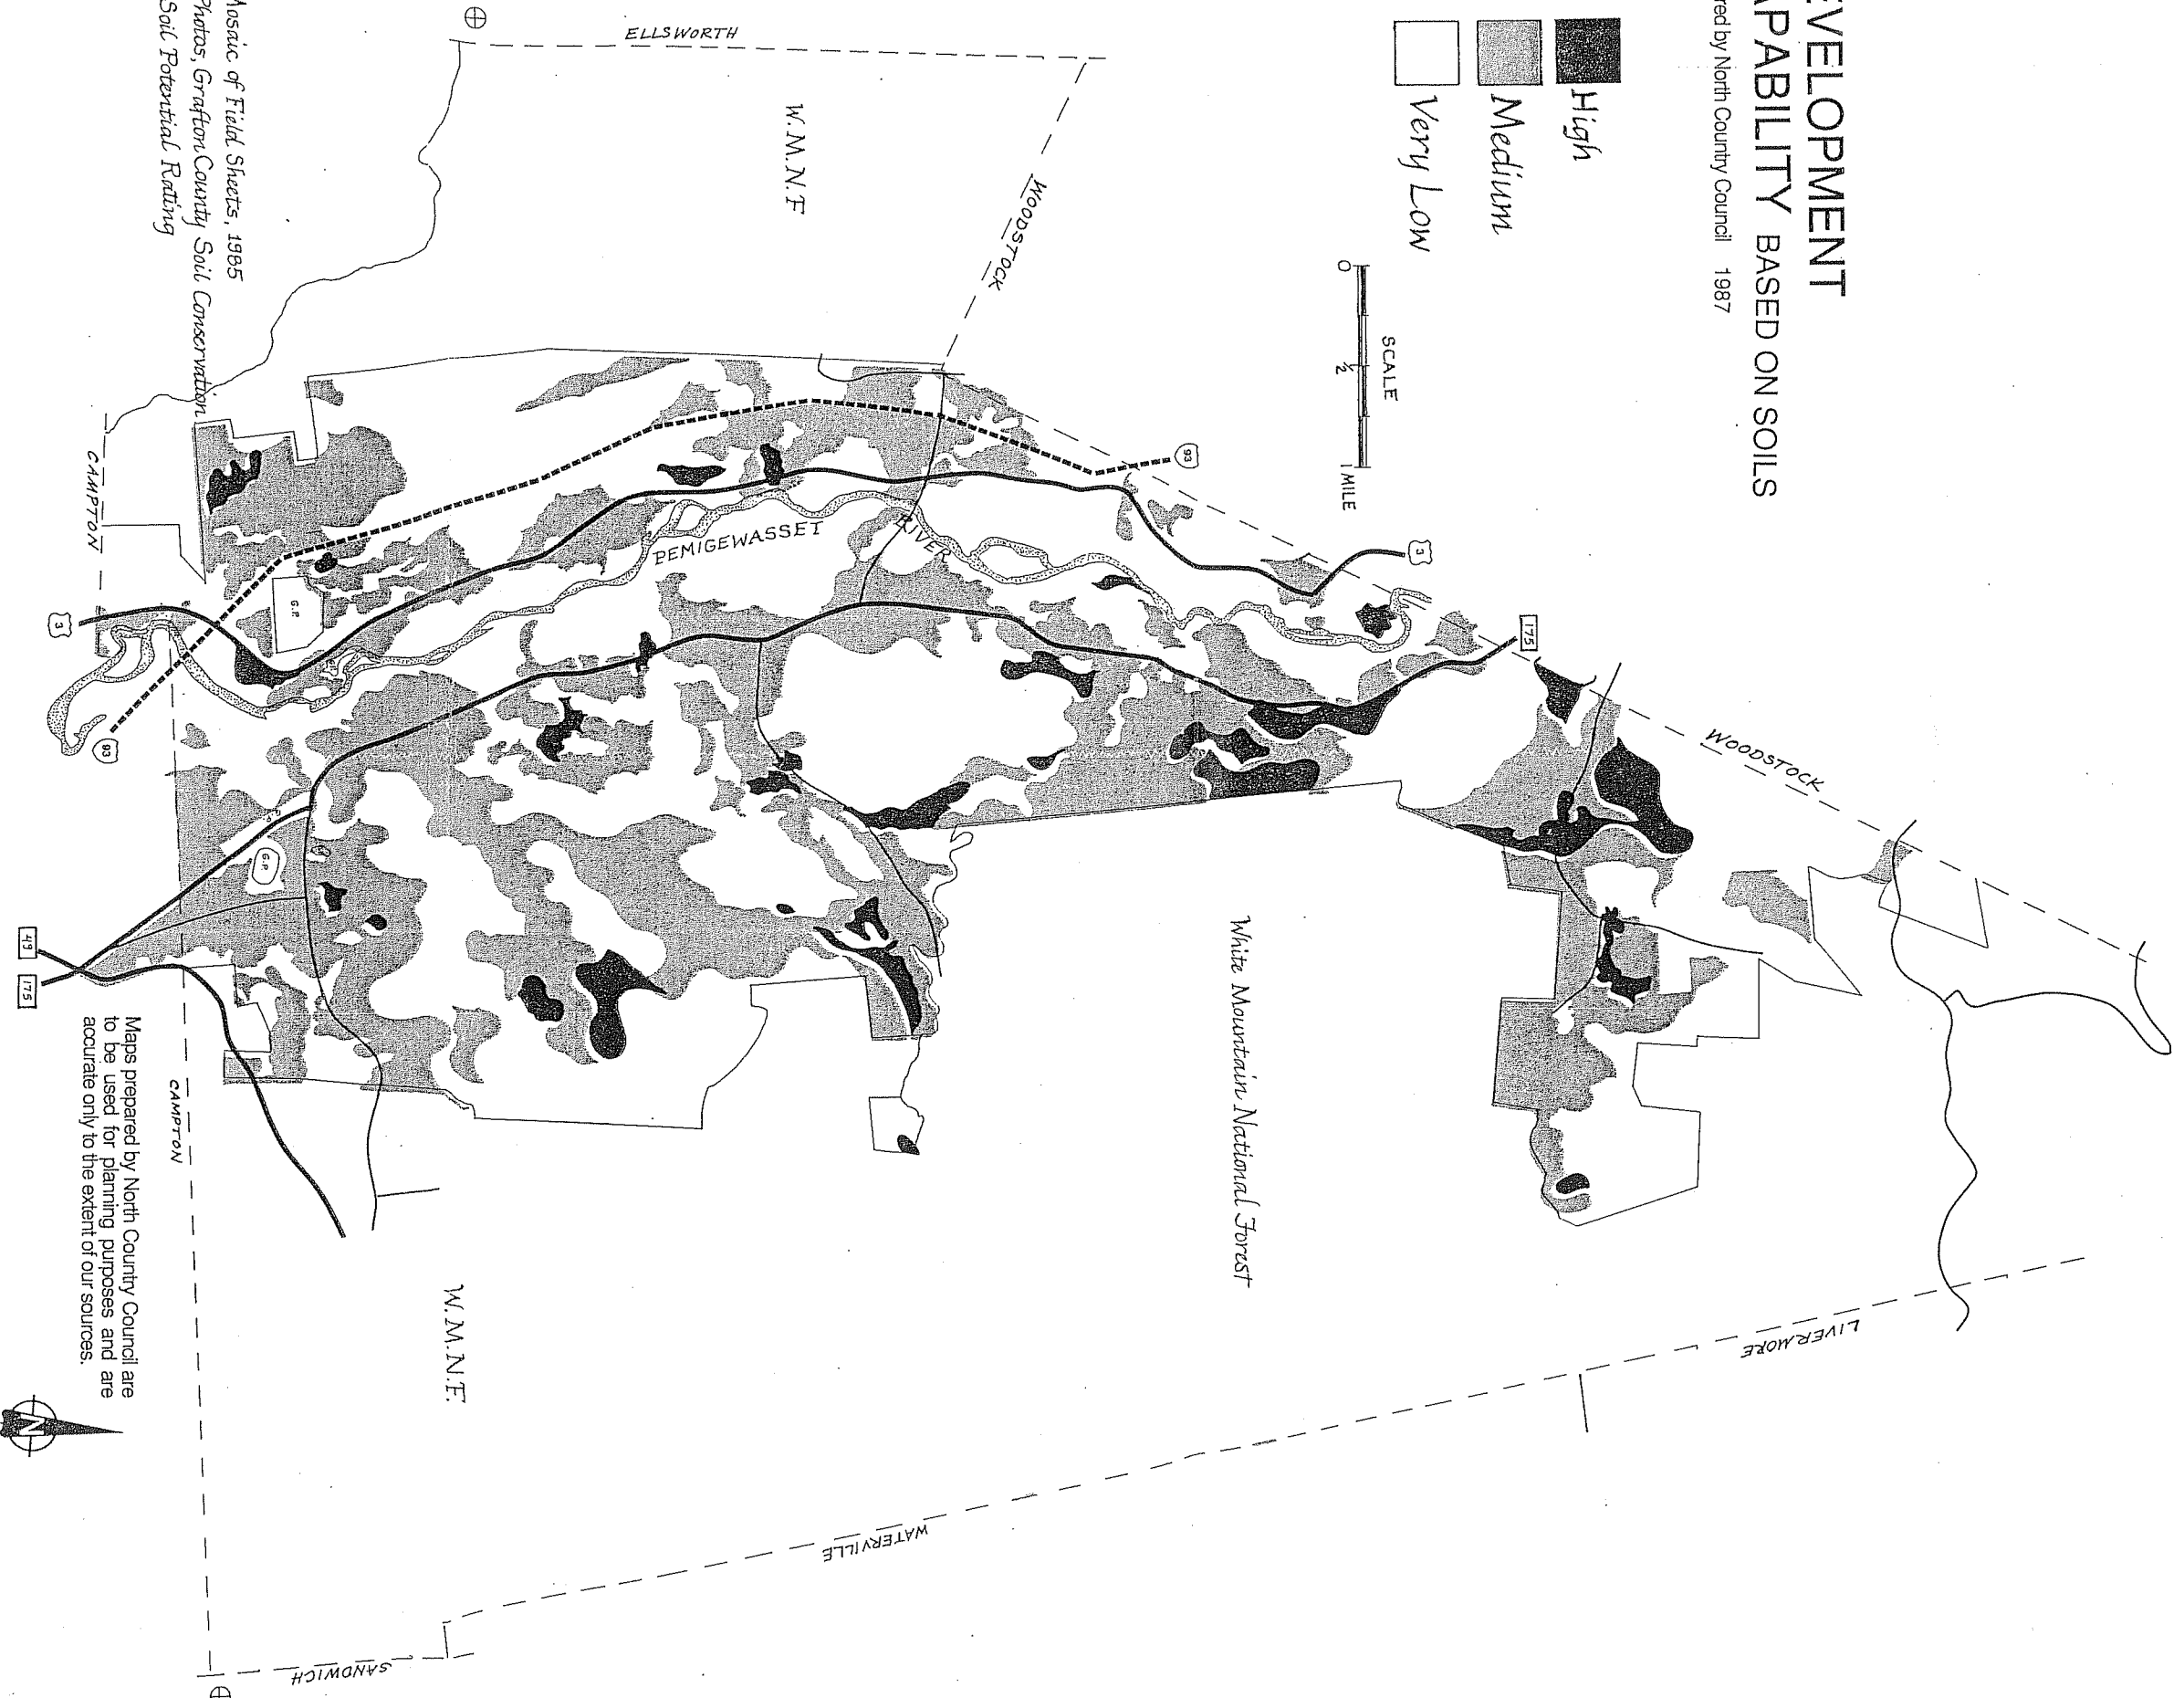 EVELOPMENT
APABILITY BASED ON SOILS
red by North Country Council 1987
High
Medium
Very Low
SCALE
0 ½ 1 MILE
ELLSWORTH
W.M.N.F
WOODSTOCK
Mosaic of Field Sheets, 1985
Photos, Grafton County Soil Conservation
Soil Potential Rating
CAMPTON
93
3
175
PEMIGEWASSET
RIVER
G.P.
3
93
WOODSTOCK
G.P.
49
175
White Mountain National Forest
CAMPTON
W.M.N.F.
LIVERMORE
WATERVILLE
SANDWICH
Maps prepared by North Country Council are
to be used for planning purposes and are
accurate only to the extent of our sources.
N